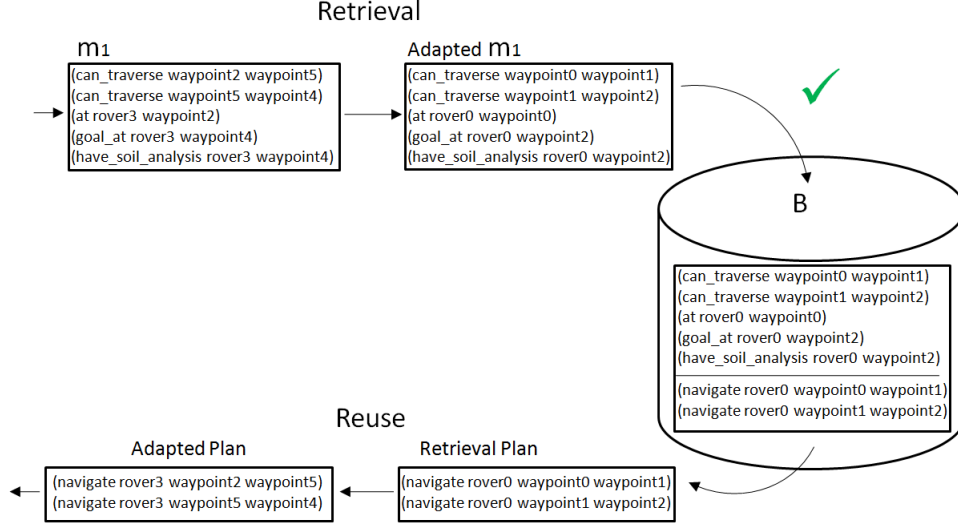 Retrieval
m1
(can_traverse waypoint2 waypoint5)
(can_traverse waypoint5 waypoint4)
(at rover3 waypoint2)
(goal_at rover3 waypoint4)
(have_soil_analysis rover3 waypoint4)
Adapted m1
(can_traverse waypoint0 waypoint1)
(can_traverse waypoint1 waypoint2)
(at rover0 waypoint0)
(goal_at rover0 waypoint2)
(have_soil_analysis rover0 waypoint2)
B
(can_traverse waypoint0 waypoint1)
(can_traverse waypoint1 waypoint2)
(at rover0 waypoint0)
(goal_at rover0 waypoint2)
(have_soil_analysis rover0 waypoint2)
(navigate rover0 waypoint0 waypoint1)
(navigate rover0 waypoint1 waypoint2)
Reuse
Adapted Plan
(navigate rover3 waypoint2 waypoint5)
(navigate rover3 waypoint5 waypoint4)
Retrieval Plan
(navigate rover0 waypoint0 waypoint1)
(navigate rover0 waypoint1 waypoint2)